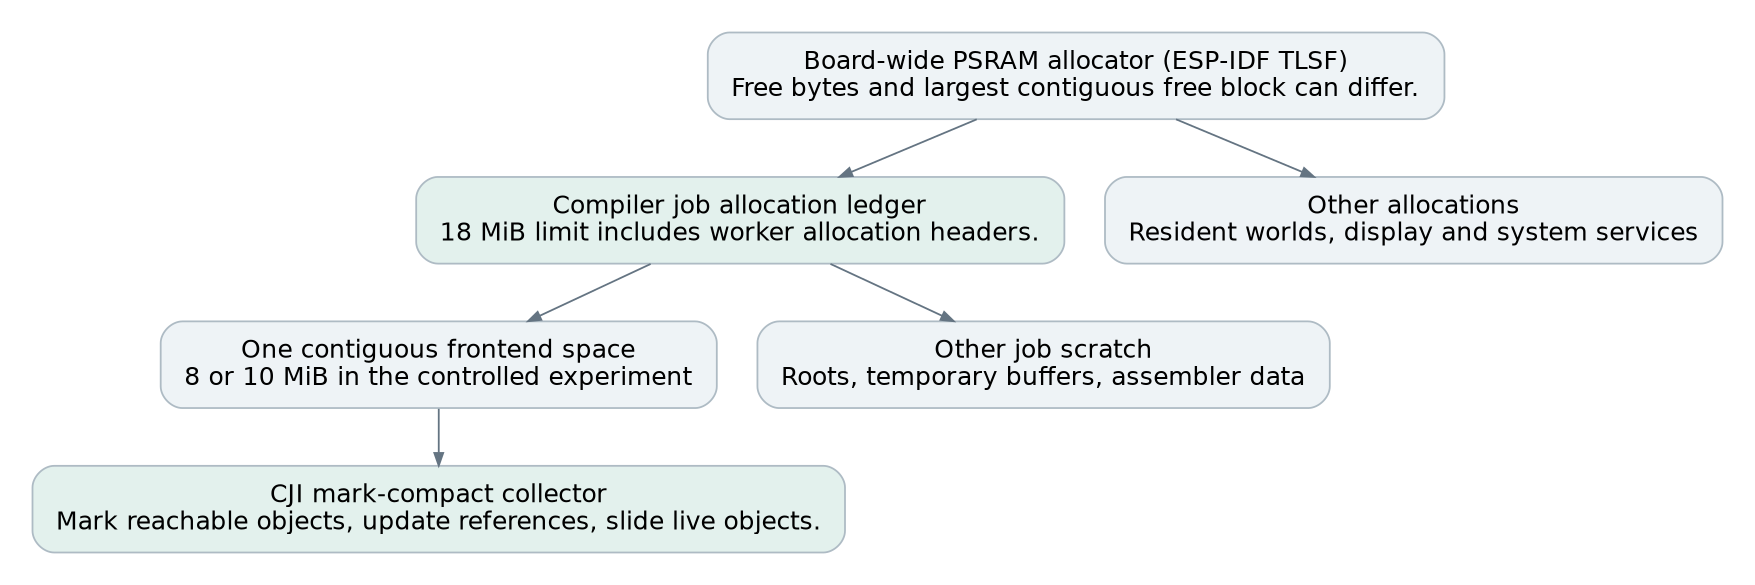 Board-wide PSRAM allocator (ESP-IDF TLSF)
Free bytes and largest contiguous free block can differ.
Compiler job allocation ledger
18 MiB limit includes worker allocation headers.
Other allocations
Resident worlds, display and system services
One contiguous frontend space
8 or 10 MiB in the controlled experiment
Other job scratch
Roots, temporary buffers, assembler data
CJI mark-compact collector
Mark reachable objects, update references, slide live objects.